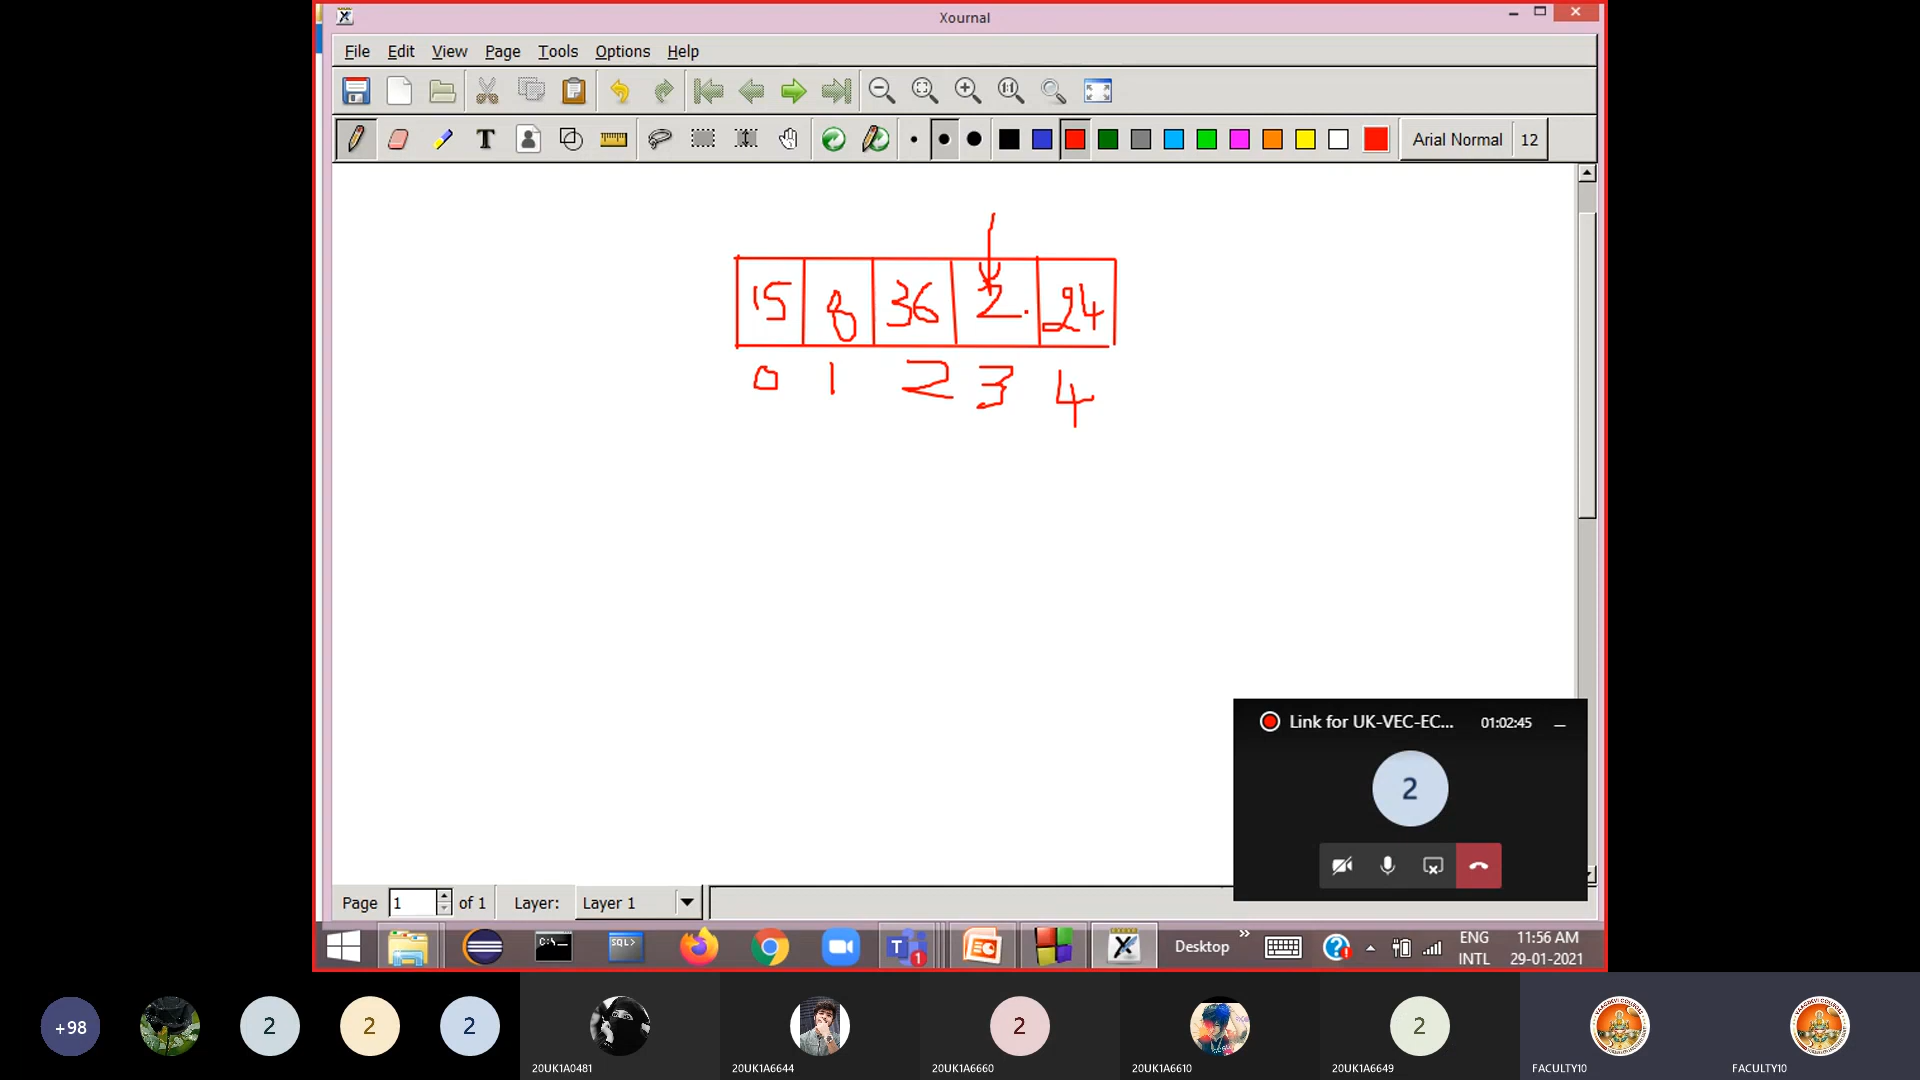 Xournal
File Edit View Page Tools Options Help
Arial Normal 12
15 8 36 2 24
0 1 2 3 4
Link for UK-VEC-EC... 01:02:45
2
Page 1 of 1 Layer: Layer 1
C:\_ SQL> T 1 Desktop » ENG 11:56 AM
INTL 29-01-2021
+98 2 2 2 2 2
20UK1A0481 20UK1A6644 20UK1A6660 20UK1A6610 20UK1A6649 FACULTY10 FACULTY10